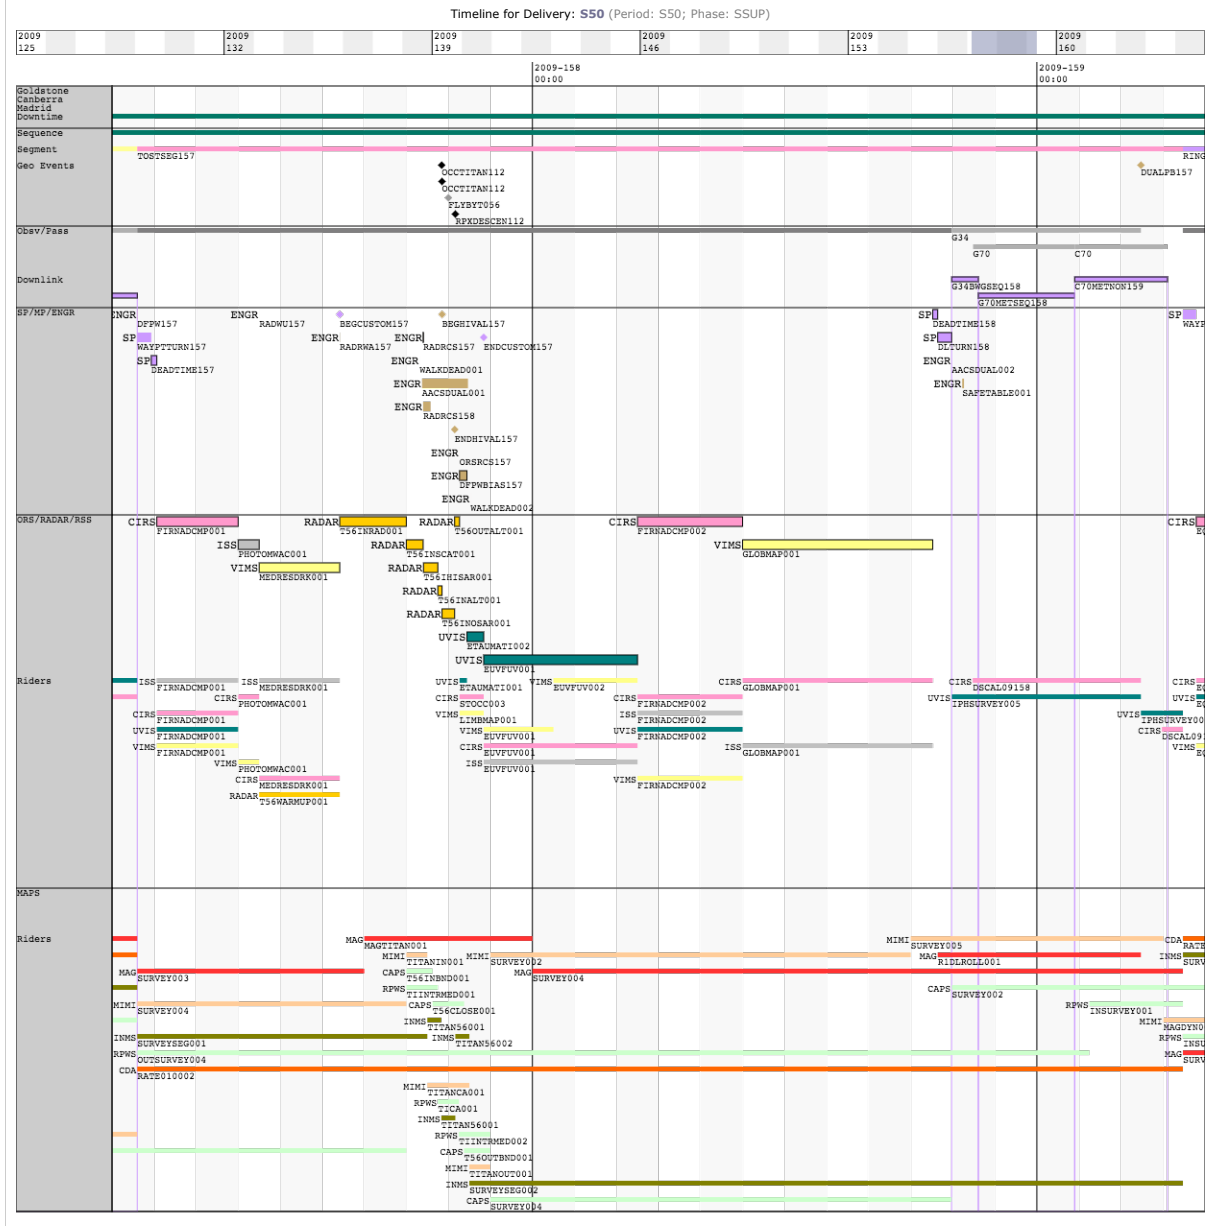 Timeline for Delivery: S50 (Period: S50; Phase: SSUP)
2009 2009 2009 2009 2009 2009
125 132 139 146 153 160
2009-158 2009-159
00:00 00:00
Goldstone
Canberra
Madrid
Downtime
Sequence
Segment
TOSTSEG157 RING
Geo Events
OCCTITAN112 DUALPB157
OCCTITAN112
FLYBYT056
RPXDESCEN112
Obsv/Pass
G34
G70 C70
Downlink
G34BWGSEQ158 C70METNON159
G70METSEQ158
SP/MP/ENGR
ENGR ENGR SP SP
DFPW157 RADWU157 BEGCUSTOM157 BEGHIVAL157 DEADTIME158 WAYP
SP ENGR ENGR SP
WAYPTTURN157 RADRWA157 RADRCS157 ENDCUSTOM157 DLTURN158
SP ENGR ENGR
DEADTIME157 WALKDEAD001 AACSDUAL002
ENGR ENGR
AACSDUAL001 SAFETABLE001
ENGR
RADRCS158
ENDHIVAL157
ENGR
ORSRCS157
ENGR
DFPWBIAS157
ENGR
WALKDEAD002
ORS/RADAR/RSS
CIRS RADAR RADAR CIRS CIRS
FIRNADCMP001 T56INRAD001 T56OUTALT001 FIRNADCMP002 EQ
ISS RADAR VIMS
PHOTOMWAC001 T56INSCAT001 GLOBMAP001
VIMS RADAR
MEDRESDRK001 T56IHISAR001
RADAR
T56INALT001
RADAR
T56INOSAR001
UVIS
ETAUMATI002
UVIS
EUVFUV001
Riders
ISS ISS UVIS VIMS CIRS CIRS CIRS
FIRNADCMP001 MEDRESDRK001 ETAUMATI001 EUVFUV002 GLOBMAP001 DSCAL09158 EQ
CIRS CIRS CIRS UVIS UVIS
PHOTOMWAC001 STOCC003 FIRNADCMP002 IPHSURVEY005 EQ
CIRS VIMS ISS UVIS
FIRNADCMP001 LIMBMAP001 FIRNADCMP002 IPHSURVEY00
UVIS VIMS UVIS CIRS
FIRNADCMP001 EUVFUV001 FIRNADCMP002 DSCAL091
VIMS CIRS ISS VIMS
FIRNADCMP001 EUVFUV001 GLOBMAP001 EQ
VIMS ISS
PHOTOMWAC001 EUVFUV001
CIRS VIMS
MEDRESDRK001 FIRNADCMP002
RADAR
T56WARMUP001
MAPS
Riders
MAG MIMI CDA
MAGTITAN001 SURVEY005 RATE
MIMI MIMI MAG INMS
TITANIN001 SURVEY002 RIDLROLL001 SURV
MAG CAPS MAG
SURVEY003 T56INBND001 SURVEY004
RPWS CAPS
TIINTRMED001 SURVEY002
MIMI CAPS RPWS
SURVEY004 T56CLOSE001 INSURVEY001
INMS MIMI
TITAN56001 MAGDYN0
INMS INMS RPWS
SURVEYSEG001 TITAN56002 INSU
RPWS MAG
OUTSURVEY004 SURV
CDA
RATE010002
MIMI
TITANCA001
RPWS
TICA001
INMS
TITAN56001
RPWS
TIINTRMED002
CAPS
T56OUTBND001
MIMI
TITANOUT001
INMS
SURVEYSEG002
CAPS
SURVEY004